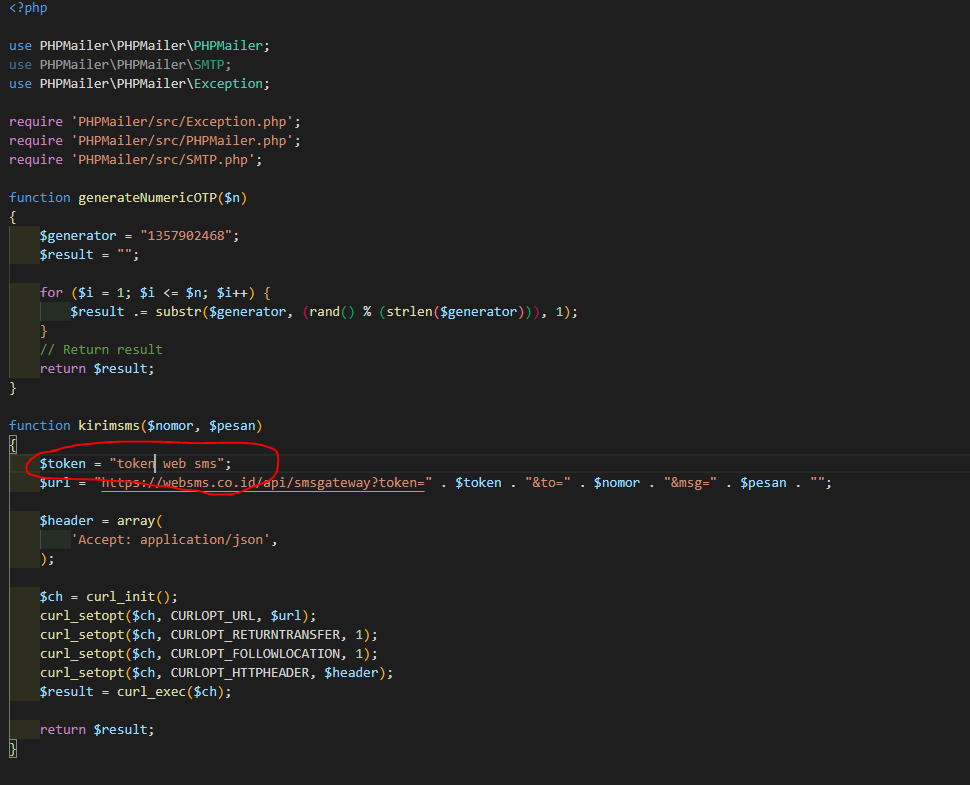 <?php
use PHPMailer\PHPMailer\PHPMailer;
use PHPMailer\PHPMailer\SMTP;
use PHPMailer\PHPMailer\Exception;
require 'PHPMailer/src/Exception.php';
require 'PHPMailer/src/PHPMailer.php';
require 'PHPMailer/src/SMTP.php';
function generateNumericOTP($n)
{
$generator = "1357902468";
$result = "";
for ($i = 1; $i <= $n; $i++) {
$result .= substr($generator, (rand() % (strlen($generator))), 1);
}
// Return result
return $result;
}
function kirimsms($nomor, $pesan)
{
$token = "token web sms";
$url = "https://websms.co.id/api/smsgateway?token=" . $token . "&to=" . $nomor . "&msg=" . $pesan . "";
$header = array(
'Accept: application/json',
);
$ch = curl_init();
curl_setopt($ch, CURLOPT_URL, $url);
curl_setopt($ch, CURLOPT_RETURNTRANSFER, 1);
curl_setopt($ch, CURLOPT_FOLLOWLOCATION, 1);
curl_setopt($ch, CURLOPT_HTTPHEADER, $header);
$result = curl_exec($ch);
return $result;
}